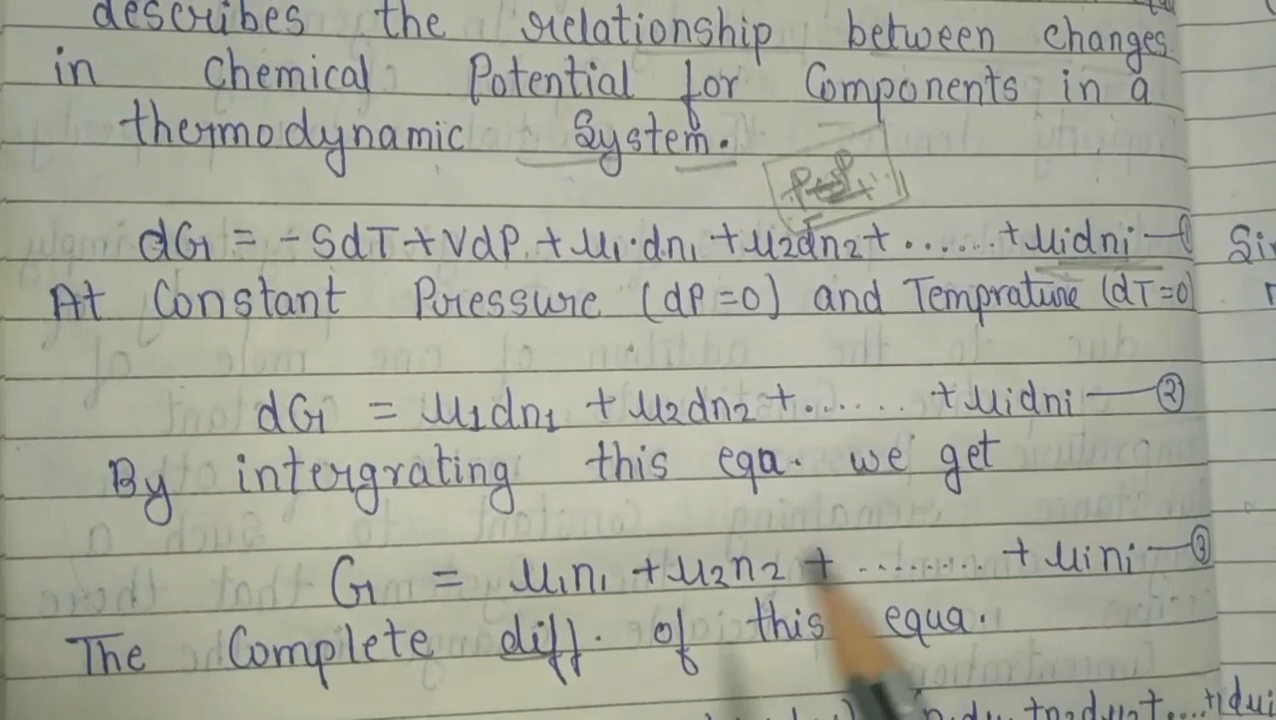 describes the relationship between changes
in chemical Potential for Components in a
thermodynamic System.
dG = -SdT + VdP + μ1·dn1 + μ2dn2 + ...... + μidni —①
At Constant Pressure (dP=0) and Temprature (dT=0)
dG = μ1dn1 + μ2dn2 + ...... + μidni —②
By intergrating this eqa. we get
G = μ1n1 + μ2n2 + ......... + μini —③
The Complete diff. of this equa.